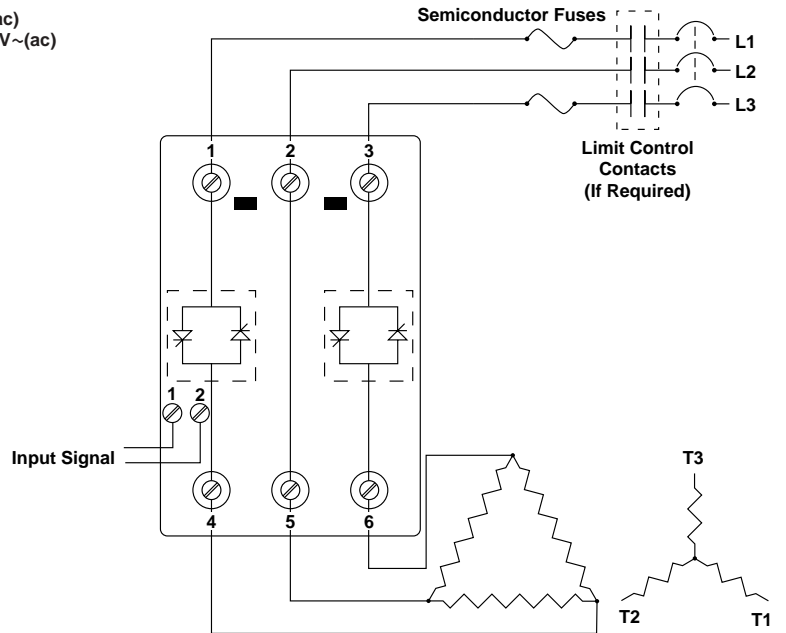 ac)
V~(ac)
Semiconductor Fuses
L1
L2
L3
Limit Control
Contacts
(If Required)
1 2 3
1 2
Input Signal
4 5 6
T3
T2 T1